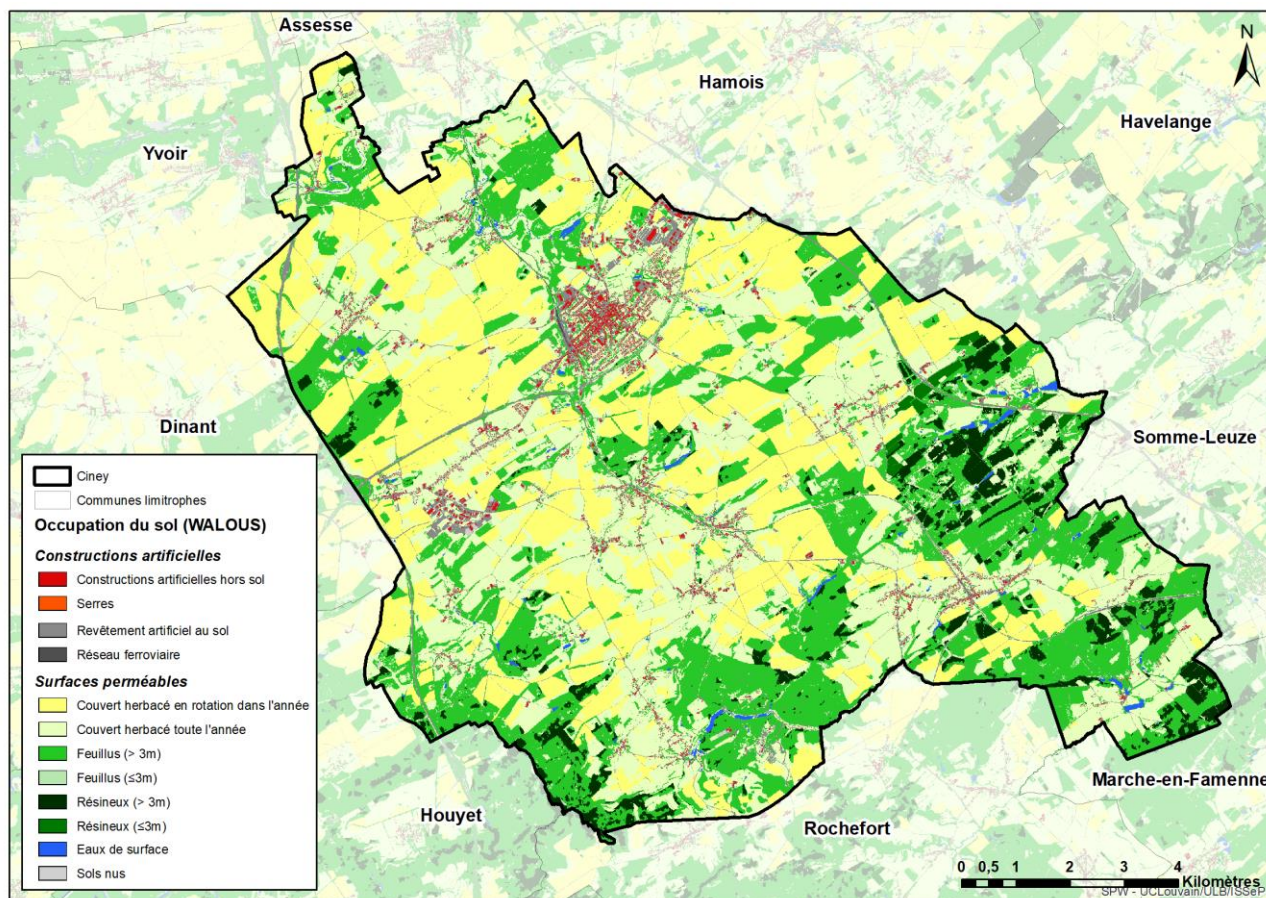 Assesse
N
Hamois
Havelange
Yvoir
Dinant
Somme-Leuze
Ciney
Communes limitrophes
Occupation du sol (WALOUS)
Constructions artificielles
Constructions artificielles hors sol
Serres
Revêtement artificiel au sol
Réseau ferroviaire
Surfaces perméables
Couvert herbacé en rotation dans l'année
Couvert herbacé toute l'année
Feuillus (> 3m)
Feuillus (≤3m)
Résineux (> 3m)
Résineux (≤3m)
Eaux de surface
Sols nus
Marche-en-Famenne
Houyet
Rochefort
0 0,5 1 2 3 4
Kilomètres
SPW - UCLouvain/ULB/ISSeP